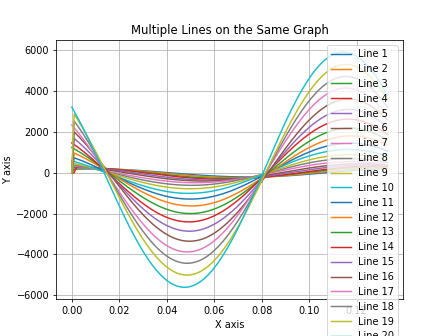 Multiple Lines on the Same Graph
Y axis
6000
4000
2000
0
−2000
−4000
−6000
0.00
0.02
0.04
0.06
0.08
0.10
X axis
Line 1
Line 2
Line 3
Line 4
Line 5
Line 6
Line 7
Line 8
Line 9
Line 10
Line 11
Line 12
Line 13
Line 14
Line 15
Line 16
Line 17
Line 18
Line 19
Line 20